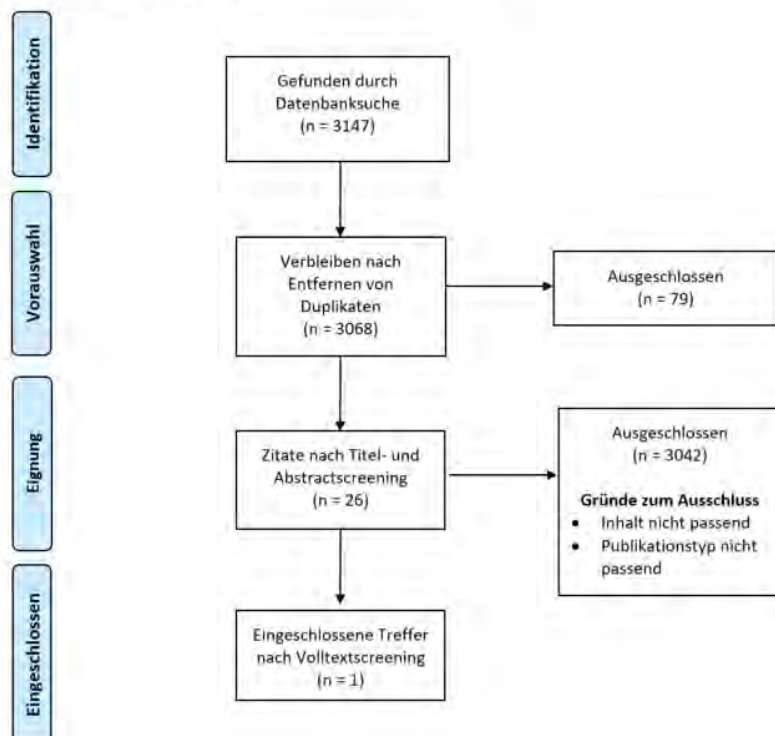 Identifikation
Gefunden durch
Datenbanksuche
(n = 3147)
Vorauswahl
Verbleiben nach
Entfernen von
Duplikaten
(n = 3068)
Ausgeschlossen
(n = 79)
Eignung
Zitate nach Titel- und
Abstractscreening
(n = 26)
Ausgeschlossen
(n = 3042)
Gründe zum Ausschluss
• Inhalt nicht passend
• Publikationstyp nicht
passend
Eingeschlossen
Eingeschlossene Treffer
nach Volltextscreening
(n = 1)